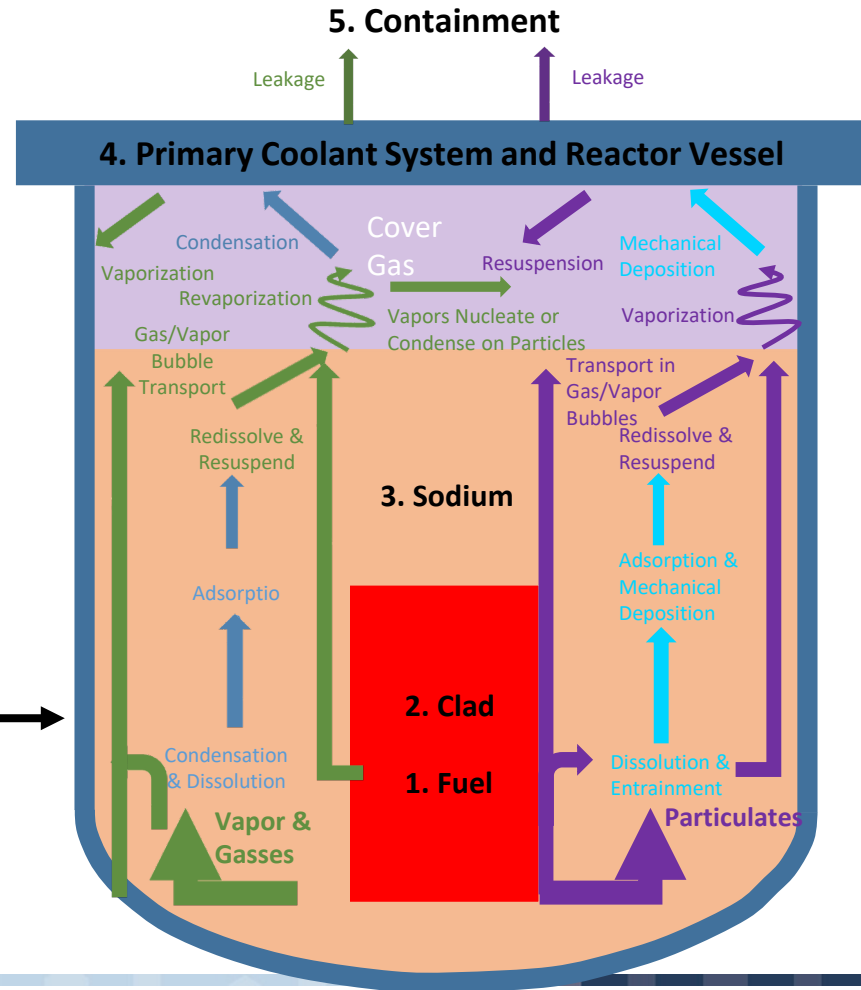 5. Containment
Leakage
Leakage
4. Primary Coolant System and Reactor Vessel
Condensation
Cover
Gas
Mechanical
Deposition
Vaporization
Revaporization
Resuspension
Vapors Nucleate or
Condense on Particles
Vaporization
Gas/Vapor
Bubble
Transport
Transport in
Gas/Vapor
Bubbles
Redissolve &
Resuspend
Redissolve &
Resuspend
3. Sodium
Adsorptio
Adsorption &
Mechanical
Deposition
2. Clad
1. Fuel
Condensation
& Dissolution
Dissolution &
Entrainment
Vapor &
Gasses
Particulates